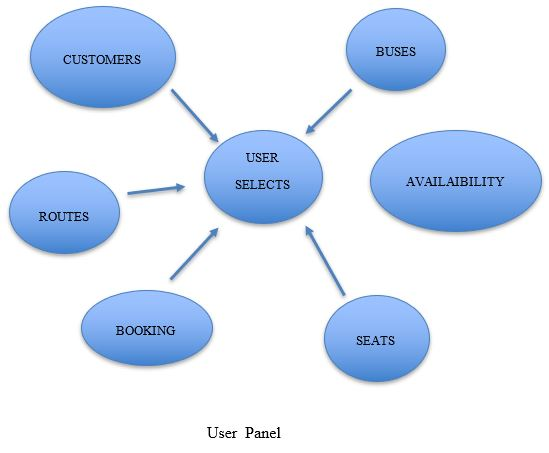 CUSTOMERS
BUSES
USER
SELECTS
AVAILAIBILITY
ROUTES
BOOKING
SEATS
User Panel